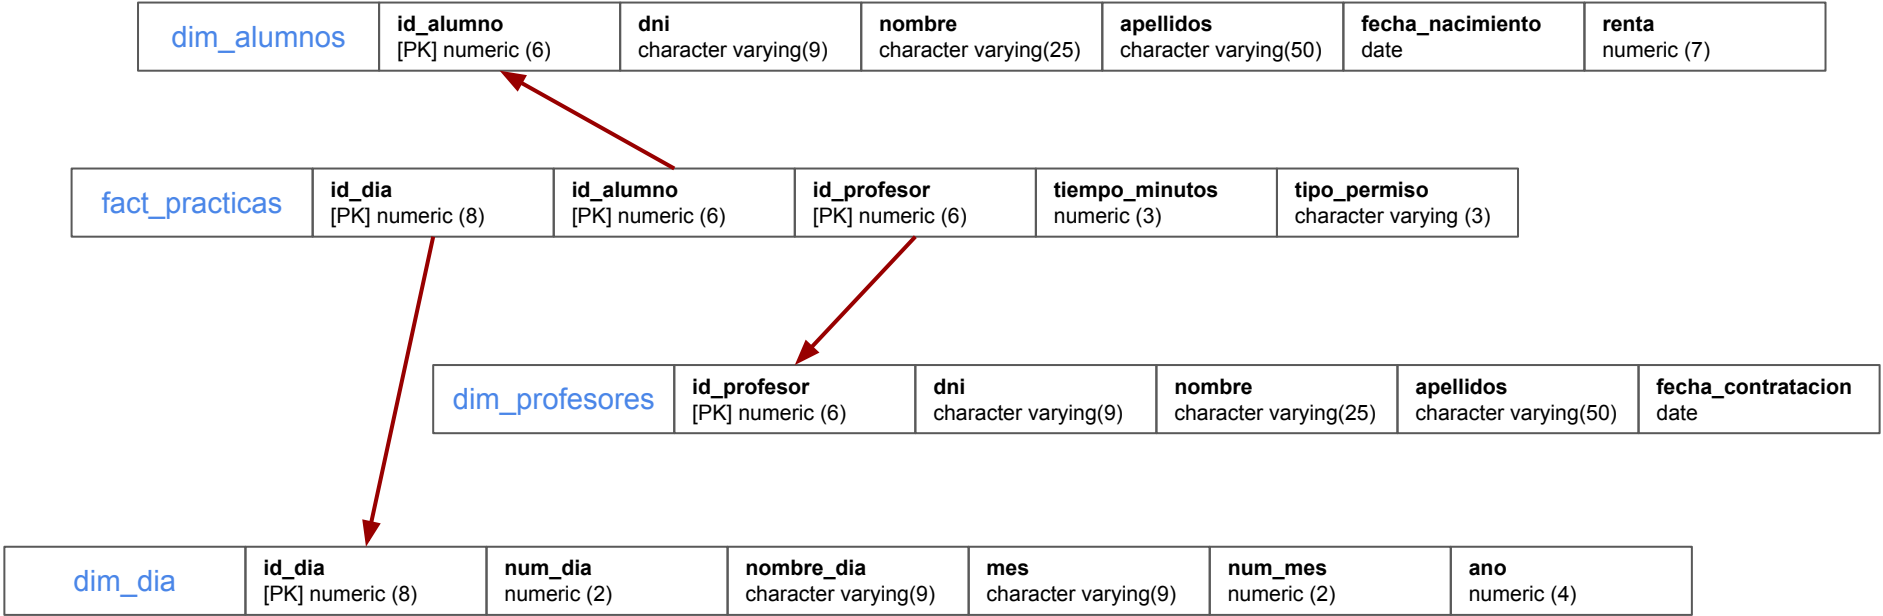 dim_alumnos
id_alumno
[PK] numeric (6)
dni
character varying(9)
nombre
character varying(25)
apellidos
character varying(50)
fecha_nacimiento
date
renta
numeric (7)
fact_practicas
id_dia
[PK] numeric (8)
id_alumno
[PK] numeric (6)
id_profesor
[PK] numeric (6)
tiempo_minutos
numeric (3)
tipo_permiso
character varying (3)
dim_profesores
id_profesor
[PK] numeric (6)
dni
character varying(9)
nombre
character varying(25)
apellidos
character varying(50)
fecha_contratacion
date
dim_dia
id_dia
[PK] numeric (8)
num_dia
numeric (2)
nombre_dia
character varying(9)
mes
character varying(9)
num_mes
numeric (2)
ano
numeric (4)